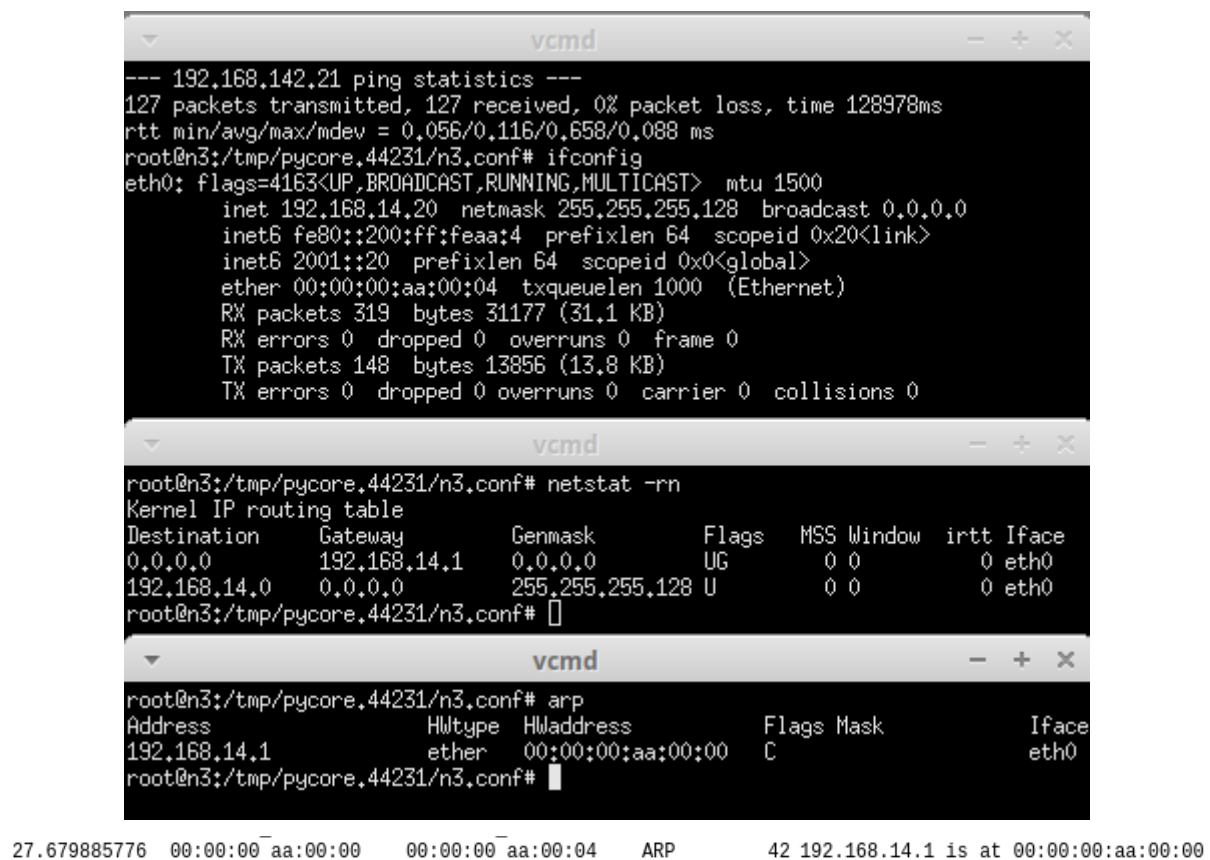 vcmd
--- 192.168.142.21 ping statistics ---
127 packets transmitted, 127 received, 0% packet loss, time 128978ms
rtt min/avg/max/mdev = 0.056/0.116/0.658/0.088 ms
root@n3:/tmp/pycore.44231/n3.conf# ifconfig
eth0: flags=4163<UP,BROADCAST,RUNNING,MULTICAST>  mtu 1500
        inet 192.168.14.20  netmask 255.255.255.128  broadcast 0.0.0.0
        inet6 fe80::200:ff:feaa:4  prefixlen 64  scopeid 0x20<link>
        inet6 2001::20  prefixlen 64  scopeid 0x0<global>
        ether 00:00:00:aa:00:04  txqueuelen 1000  (Ethernet)
        RX packets 319  bytes 31177 (31.1 KB)
        RX errors 0  dropped 0  overruns 0  frame 0
        TX packets 148  bytes 13856 (13.8 KB)
        TX errors 0  dropped 0 overruns 0  carrier 0  collisions 0
vcmd
root@n3:/tmp/pycore.44231/n3.conf# netstat -rn
Kernel IP routing table
Destination     Gateway         Genmask         Flags   MSS Window  irtt Iface
0.0.0.0         192.168.14.1    0.0.0.0         UG        0 0          0 eth0
192.168.14.0    0.0.0.0         255.255.255.128 U         0 0          0 eth0
root@n3:/tmp/pycore.44231/n3.conf#
vcmd
root@n3:/tmp/pycore.44231/n3.conf# arp
Address                  HWtype  HWaddress           Flags Mask            Iface
192.168.14.1             ether   00:00:00:aa:00:00   C                     eth0
root@n3:/tmp/pycore.44231/n3.conf#
27.679885776  00:00:00_aa:00:00  00:00:00_aa:00:04  ARP  42 192.168.14.1 is at 00:00:00:aa:00:00